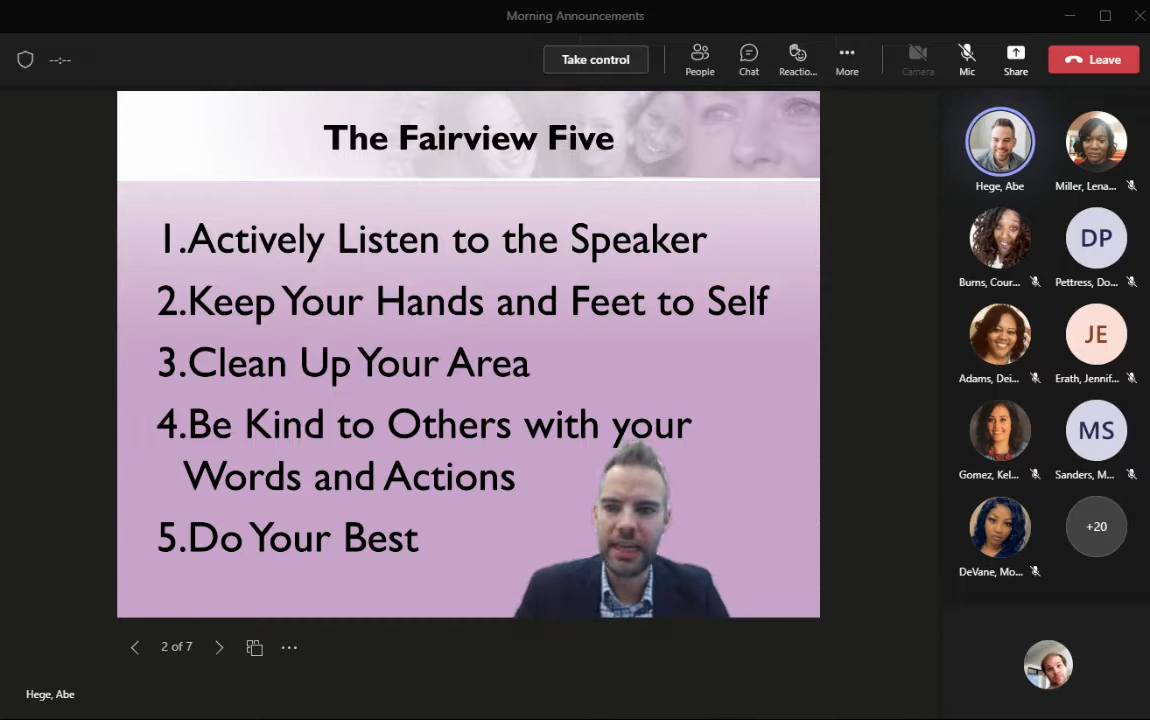 Morning Announcements
--:--
Take control
People
Chat
Reactio...
More
Camera
Mic
Share
Leave
The Fairview Five
1.Actively Listen to the Speaker
2.Keep Your Hands and Feet to Self
3.Clean Up Your Area
4.Be Kind to Others with your
Words and Actions
5.Do Your Best
Hege, Abe
Miller, Lena...
Burns, Cour...
DP
Pettress, Do...
Adams, Dei...
JE
Erath, Jennif...
Gomez, Kel...
MS
Sanders, M...
DeVane, Mo...
+20
2 of 7
Hege, Abe